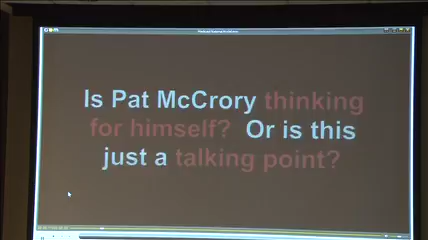 Is Pat McCrory thinking
for himself? Or is this
just a talking point?